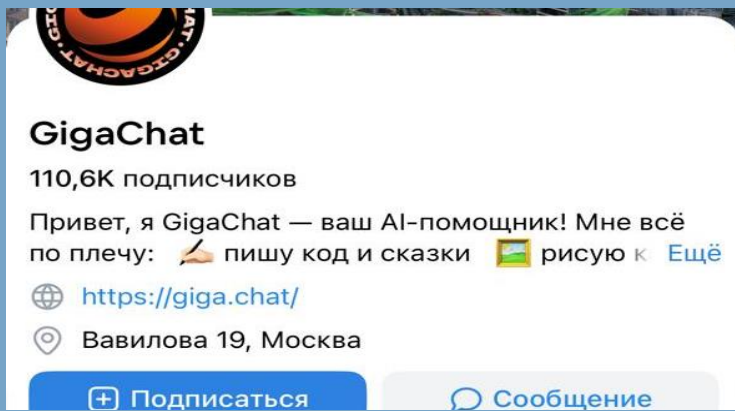 GIGACHAT
GigaChat
110,6K подписчиков
Привет, я GigaChat — ваш AI-помощник! Мне всё
по плечу: ✍🏻 пишу код и сказки 🖼️ рисую к Ещё
https://giga.chat/
Вавилова 19, Москва
Подписаться
Сообщение